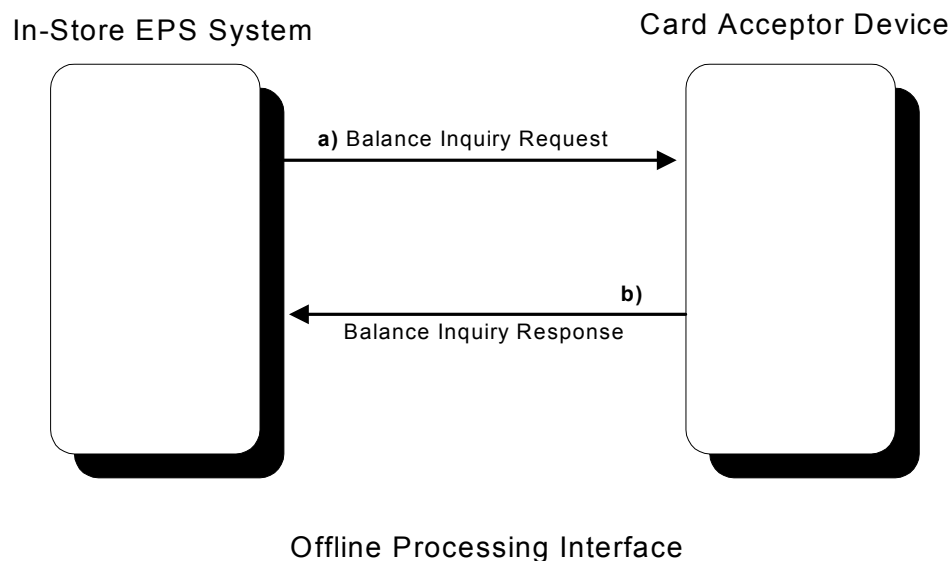 In-Store EPS System
Card Acceptor Device
a) Balance Inquiry Request
b)
Balance Inquiry Response
Offline Processing Interface